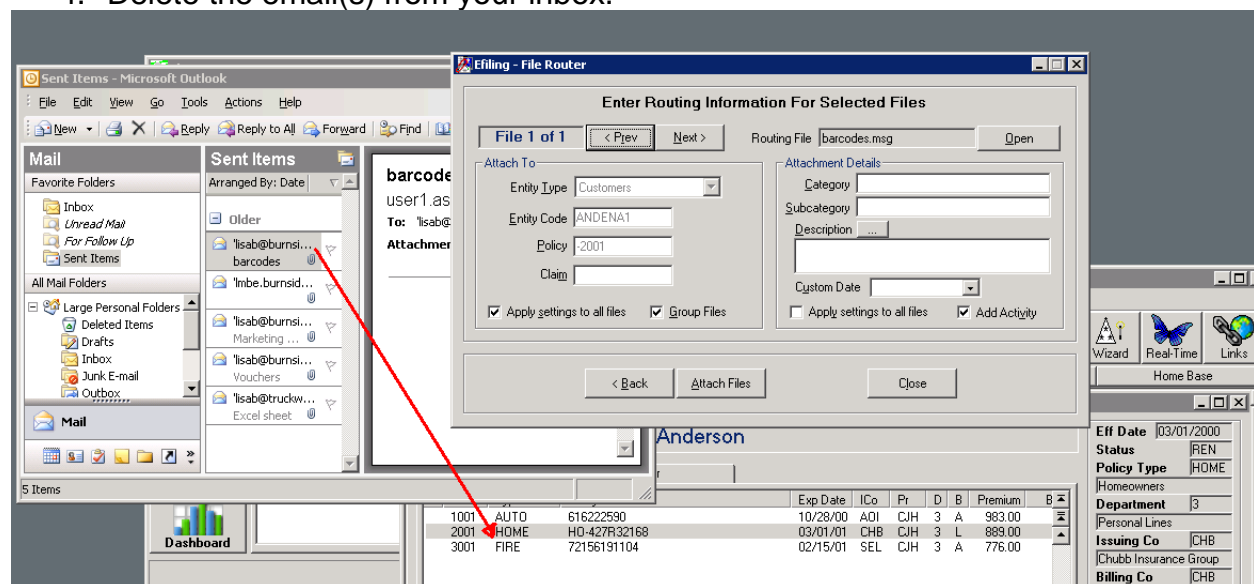 4. Delete the email(s) from your inbox.
Sent Items - Microsoft Outlook
File Edit View Go Tools Actions Help
New Reply Reply to All Forward Find
Mail
Favorite Folders
Inbox
Unread Mail
For Follow Up
Sent Items
All Mail Folders
Large Personal Folders
Deleted Items
Drafts
Inbox
Junk E-mail
Outbox
Mail
5 Items
Sent Items
Arranged By: Date
Older
'lisab@burnsi...
barcodes
'lmbe.burnsid...
'lisab@burnsi...
Marketing ...
'lisab@burnsi...
Vouchers
'lisab@truckw...
Excel sheet
barcode
user1.as
To: 'lisab@
Attachmen
Efiling - File Router
Enter Routing Information For Selected Files
File 1 of 1 < Prev Next > Routing File barcodes.msg Open
Attach To
Entity Type Customers
Entity Code ANDENA1
Policy -2001
Claim
Apply settings to all files Group Files
Attachment Details
Category
Subcategory
Description ...
Custom Date
Apply settings to all files Add Activity
< Back Attach Files Close
Wizard Real-Time Links
Home Base
Anderson
Exp Date ICo Pr D B Premium B
1001 AUTO 616222590 10/28/00 AOI CJH 3 A 983.00
2001 HOME HO-427R32168 03/01/01 CHB CJH 3 L 889.00
3001 FIRE 72156191104 02/15/01 SEL CJH 3 A 776.00
Dashboard
Eff Date 03/01/2000
Status REN
Policy Type HOME
Homeowners
Department 3
Personal Lines
Issuing Co CHB
Chubb Insurance Group
Billing Co CHB